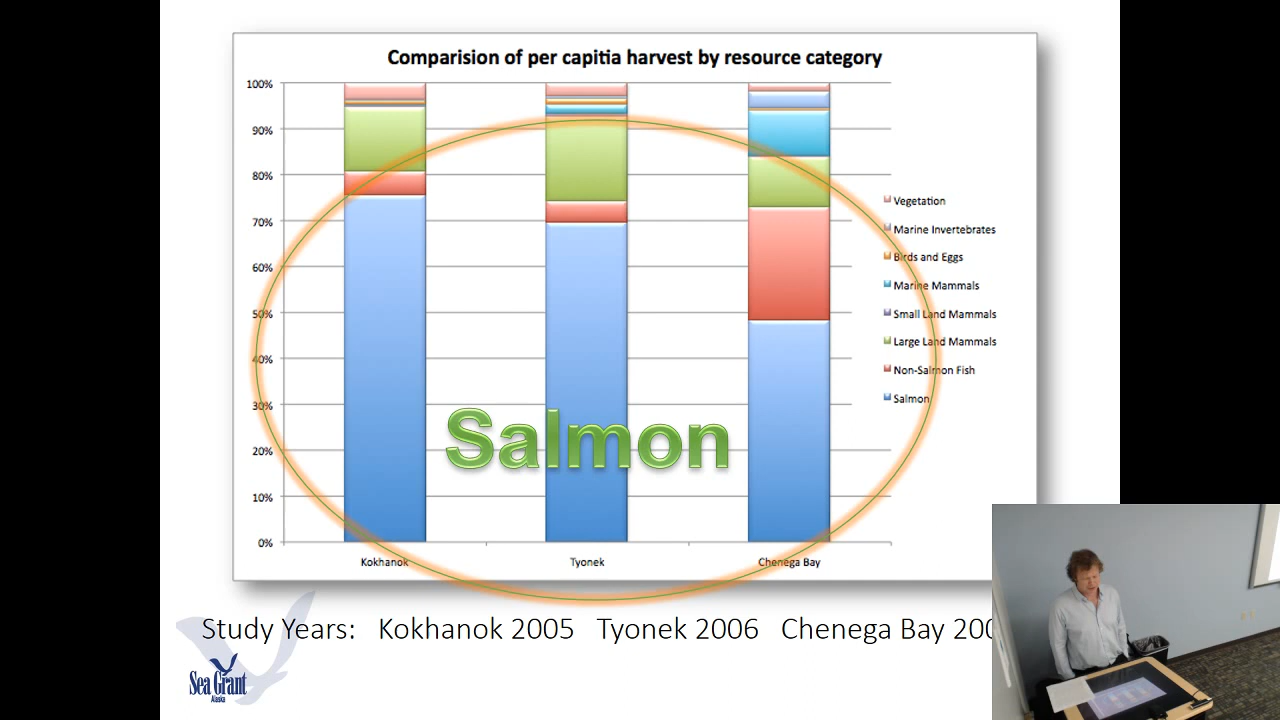 Comparision of per capitia harvest by resource category
100%
90%
80%
70%
60%
50%
40%
30%
20%
10%
0%
Vegetation
Marine Invertebrates
Birds and Eggs
Marine Mammals
Small Land Mammals
Large Land Mammals
Non-Salmon Fish
Salmon
Salmon
Kokhanok
Tyonek
Chenega Bay
Study Years: Kokhanok 2005 Tyonek 2006 Chenega Bay
Sea Grant
Alaska